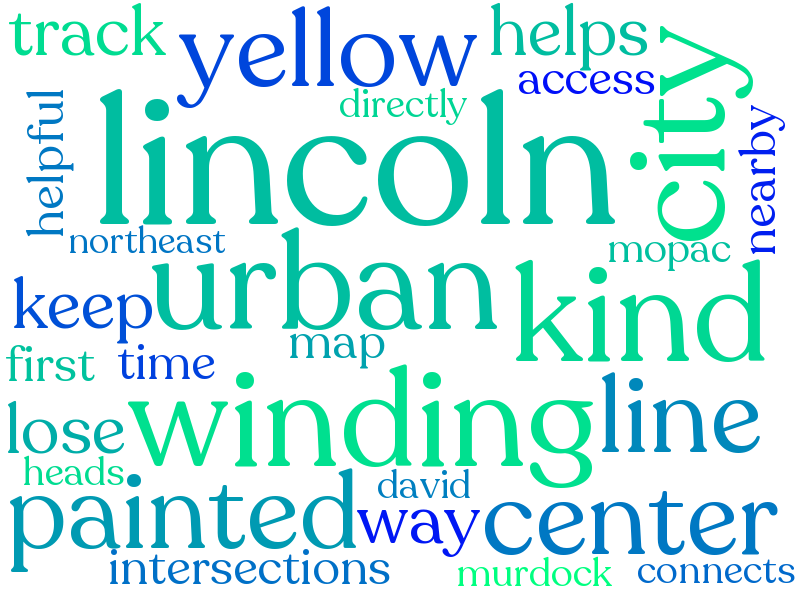 track
yellow
helps
access
city
directly
helpful
lincoln
nearby
northeast
mopac
urban
keep
kind
map
first
time
winding
line
lose
heads
painted
david
way
center
intersections
murdock
connects